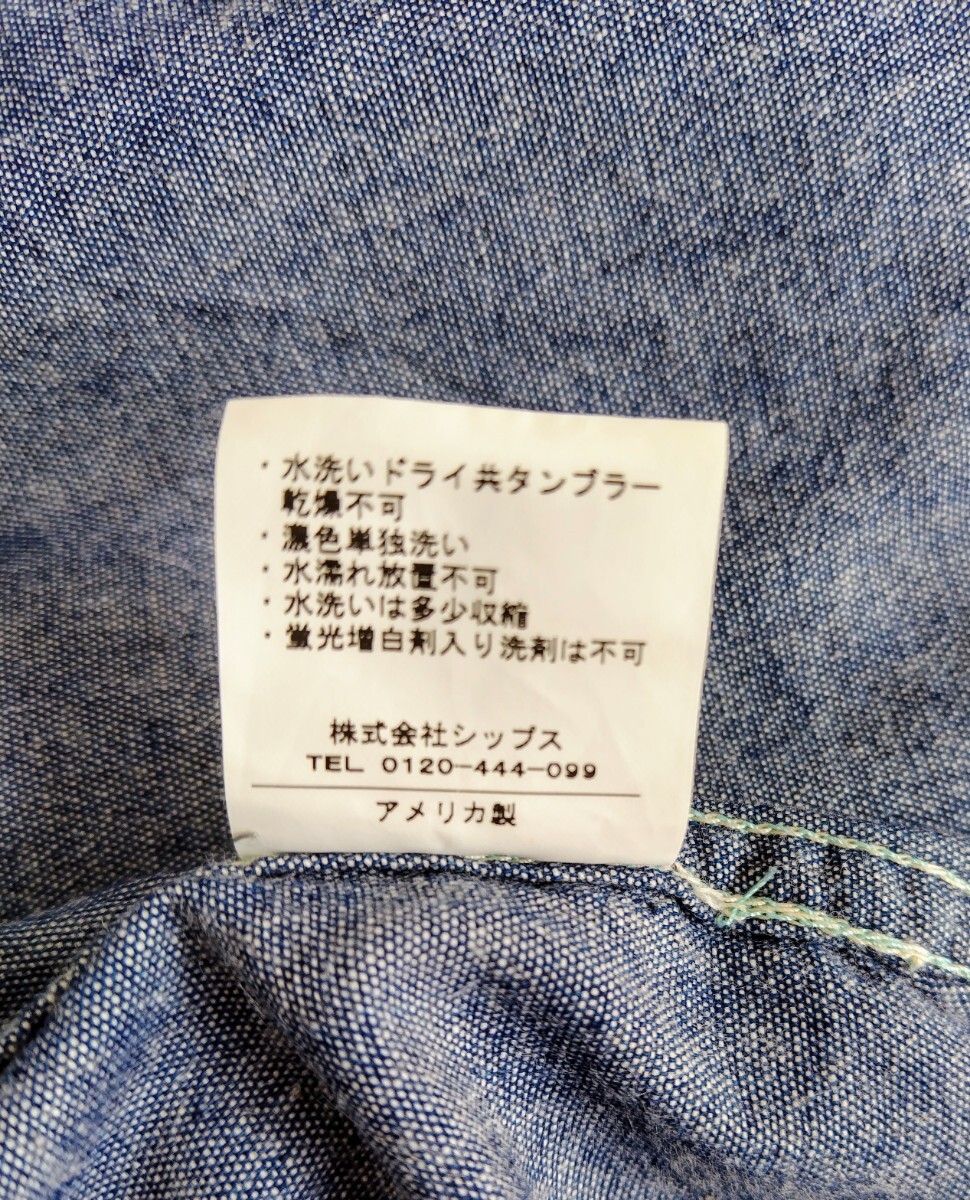 ・水洗いドライ共タンブラー
乾燥不可
・濃色単独洗い
・水濡れ放置不可
・水洗いは多少収縮
・蛍光増白剤入り洗剤は不可
株式会社シップス
TEL 0120-444-099
アメリカ製